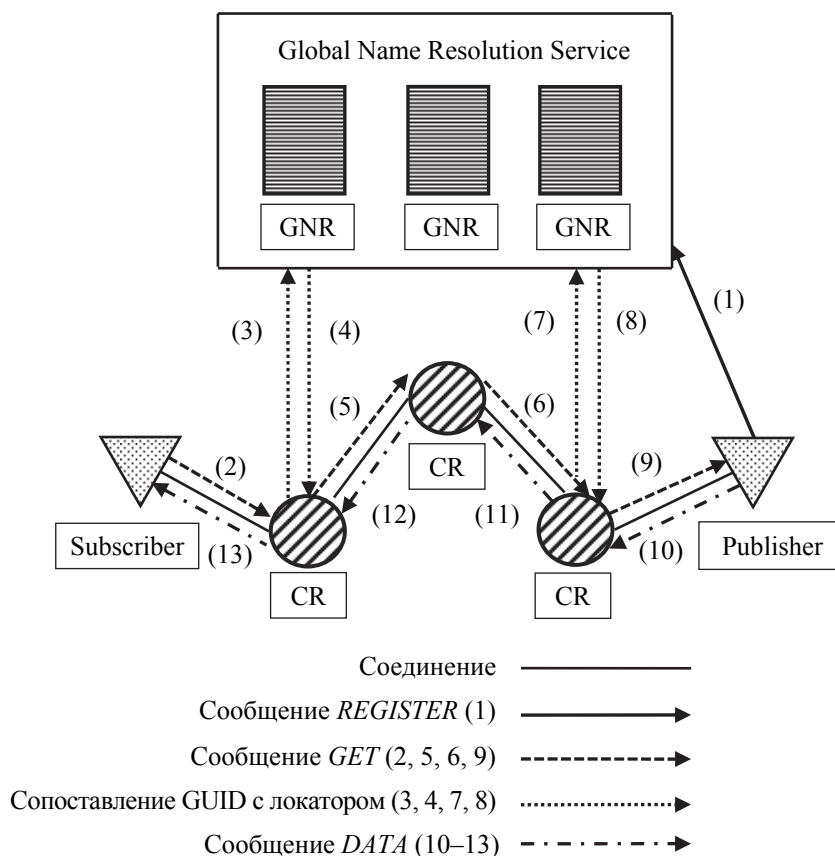 Global Name Resolution Service
GNR
GNR
GNR
(3)
(4)
(7)
(8)
(1)
(5)
(6)
CR
(2)
(9)
(12)
(11)
Subscriber
(13)
(10)
Publisher
CR
CR
Соединение
Сообщение REGISTER (1)
Сообщение GET (2, 5, 6, 9)
Сопоставление GUID с локатором (3, 4, 7, 8)
Сообщение DATA (10–13)